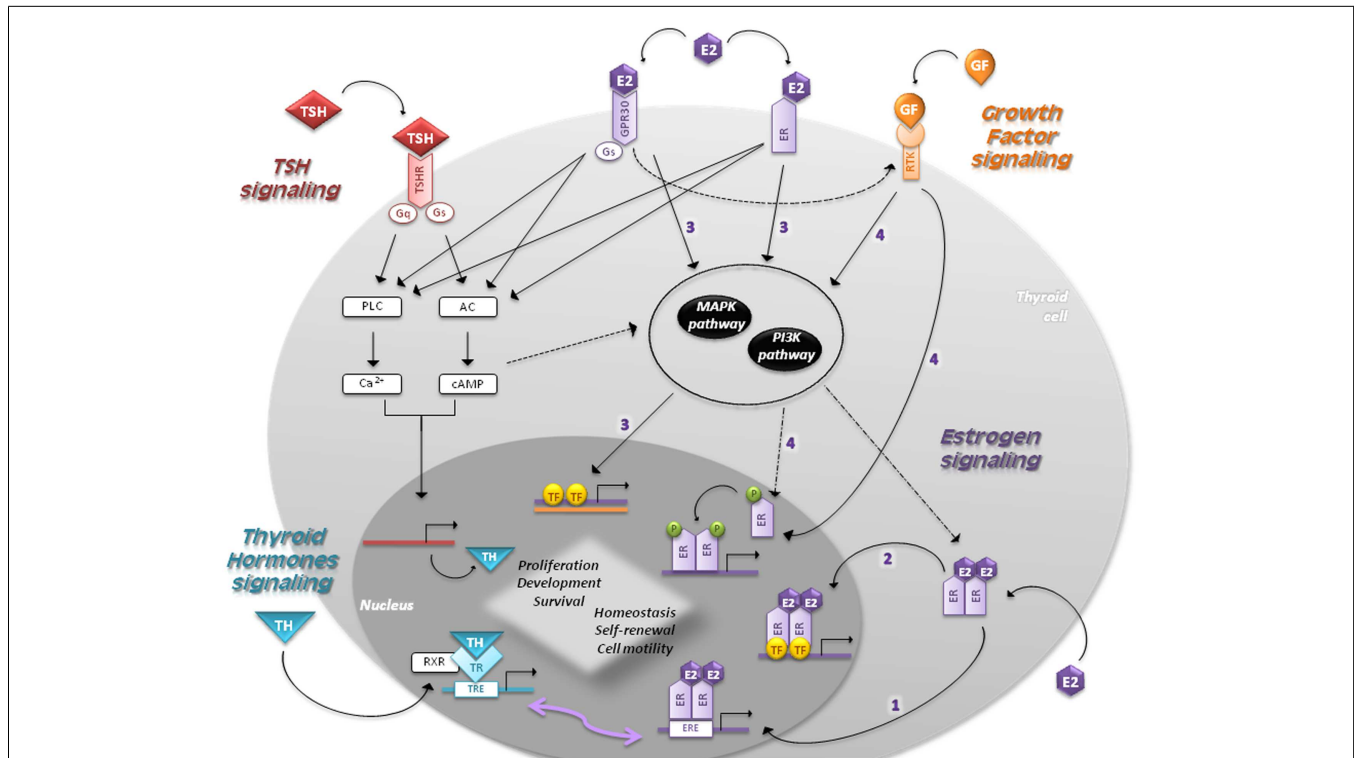 E2
E2
E2
GF
GF
Growth
Factor
signaling
TSH
TSH
TSH
signaling
TSHR
Gq
Gs
GPR30
Gs
ER
RTK
3
3
4
PLC
AC
MAPK
pathway
PI3K
pathway
Thyroid
cell
Ca2+
cAMP
4
3
4
Estrogen
signaling
TF TF
P
ER
P P
ER ER
2
E2 E2
ER ER
Thyroid
Hormones
signaling
TH
TH
Nucleus
Proliferation
Development
Survival
Homeostasis
Self-renewal
Cell motility
E2 E2
ER ER
TF TF
TH
RXR
TR
TRE
E2 E2
ER ER
ERE
1
E2